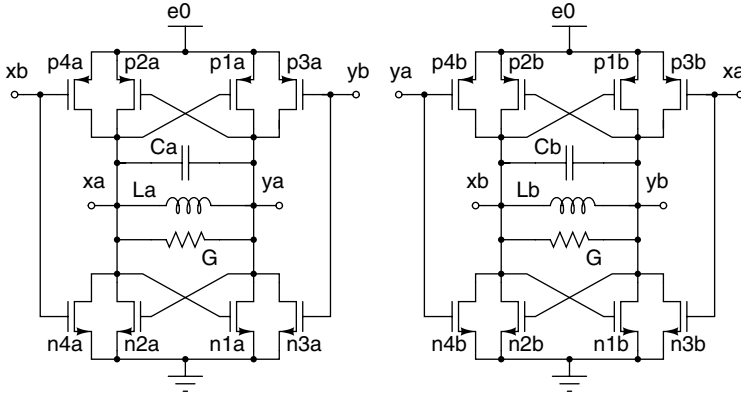 e0 e0
p4a p2a p1a p3a p4b p2b p1b p3b
xb yb ya xa
Ca Cb
xa La ya xb Lb yb
G G
n4a n2a n1a n3a n4b n2b n1b n3b